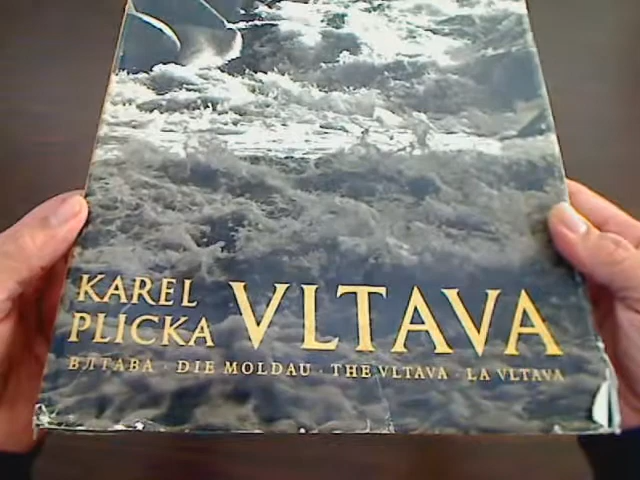 KAREL VLTAVA
PLICKA
ВЛТАВА · DIE MOLDAU · THE VLTAVA · LA VLTAVA